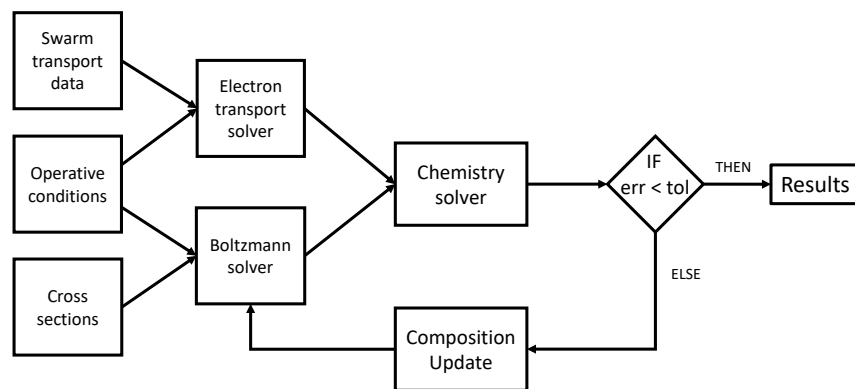 Swarm
transport
data
Operative
conditions
Cross
sections
Electron
transport
solver
Boltzmann
solver
Chemistry
solver
IF
err < tol
THEN
Results
ELSE
Composition
Update